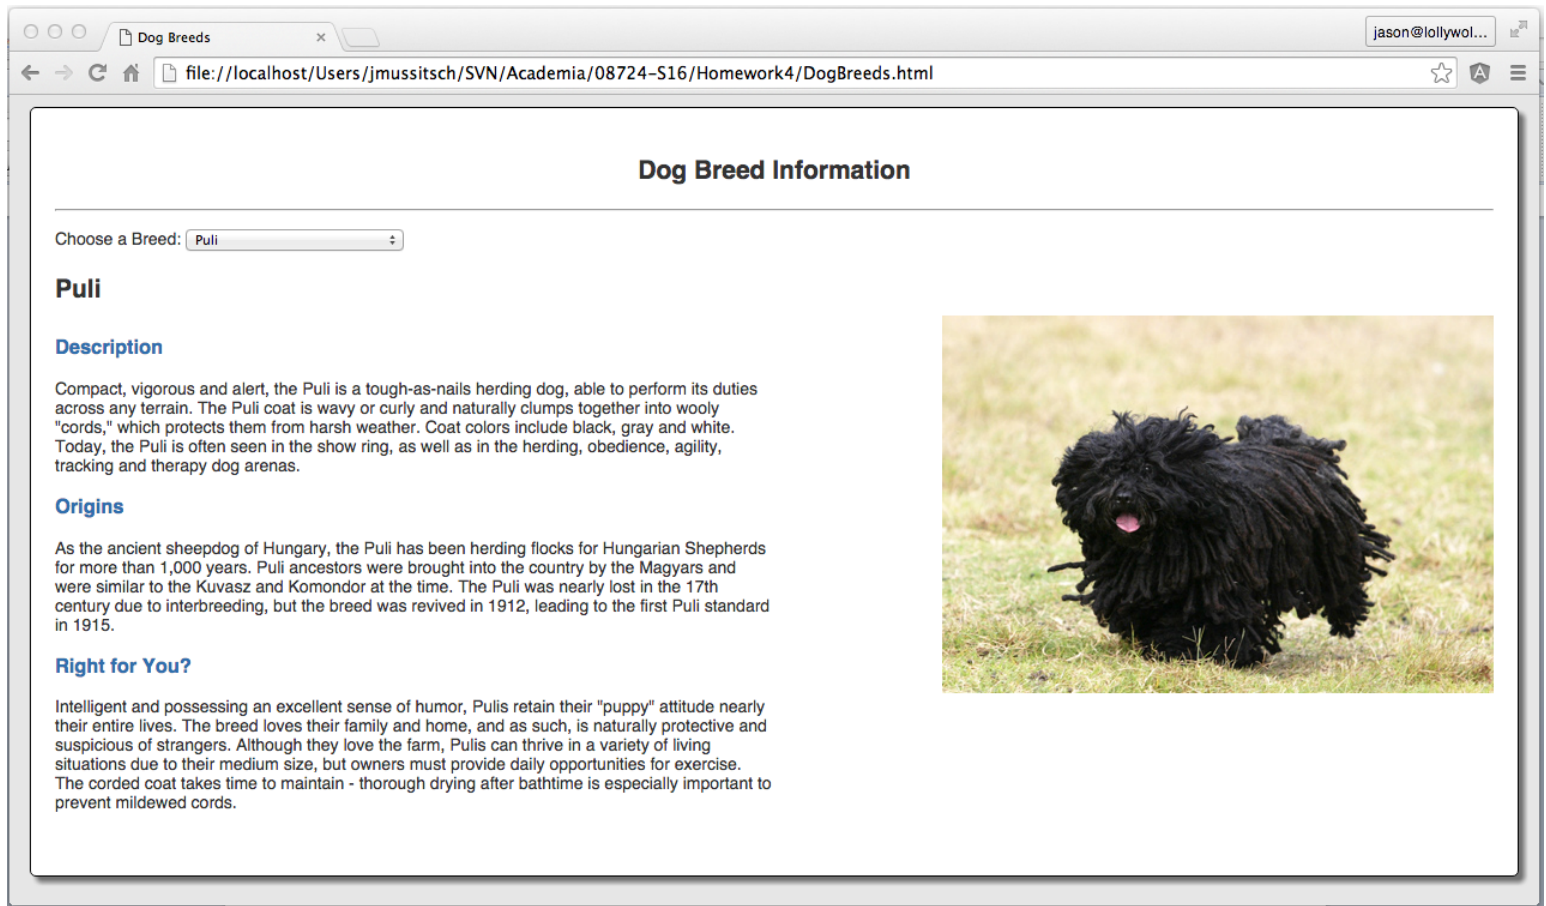 Dog Breeds
jason@lollywol...
file://localhost/Users/jmussitsch/SVN/Academia/08724-S16/Homework4/DogBreeds.html
Dog Breed Information
Choose a Breed: Puli
Puli
Description
Compact, vigorous and alert, the Puli is a tough-as-nails herding dog, able to perform its duties
across any terrain. The Puli coat is wavy or curly and naturally clumps together into wooly
"cords," which protects them from harsh weather. Coat colors include black, gray and white.
Today, the Puli is often seen in the show ring, as well as in the herding, obedience, agility,
tracking and therapy dog arenas.
Origins
As the ancient sheepdog of Hungary, the Puli has been herding flocks for Hungarian Shepherds
for more than 1,000 years. Puli ancestors were brought into the country by the Magyars and
were similar to the Kuvasz and Komondor at the time. The Puli was nearly lost in the 17th
century due to interbreeding, but the breed was revived in 1912, leading to the first Puli standard
in 1915.
Right for You?
Intelligent and possessing an excellent sense of humor, Pulis retain their "puppy" attitude nearly
their entire lives. The breed loves their family and home, and as such, is naturally protective and
suspicious of strangers. Although they love the farm, Pulis can thrive in a variety of living
situations due to their medium size, but owners must provide daily opportunities for exercise.
The corded coat takes time to maintain - thorough drying after bathtime is especially important to
prevent mildewed cords.